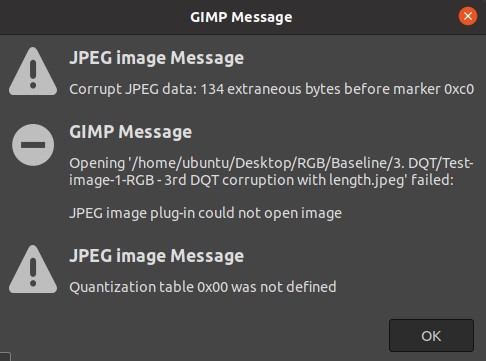 GIMP Message
JPEG image Message
Corrupt JPEG data: 134 extraneous bytes before marker 0xc0
GIMP Message
Opening '/home/ubuntu/Desktop/RGB/Baseline/3. DQT/Test-
image-1-RGB - 3rd DQT corruption with length.jpeg' failed:
JPEG image plug-in could not open image
JPEG image Message
Quantization table 0x00 was not defined
OK